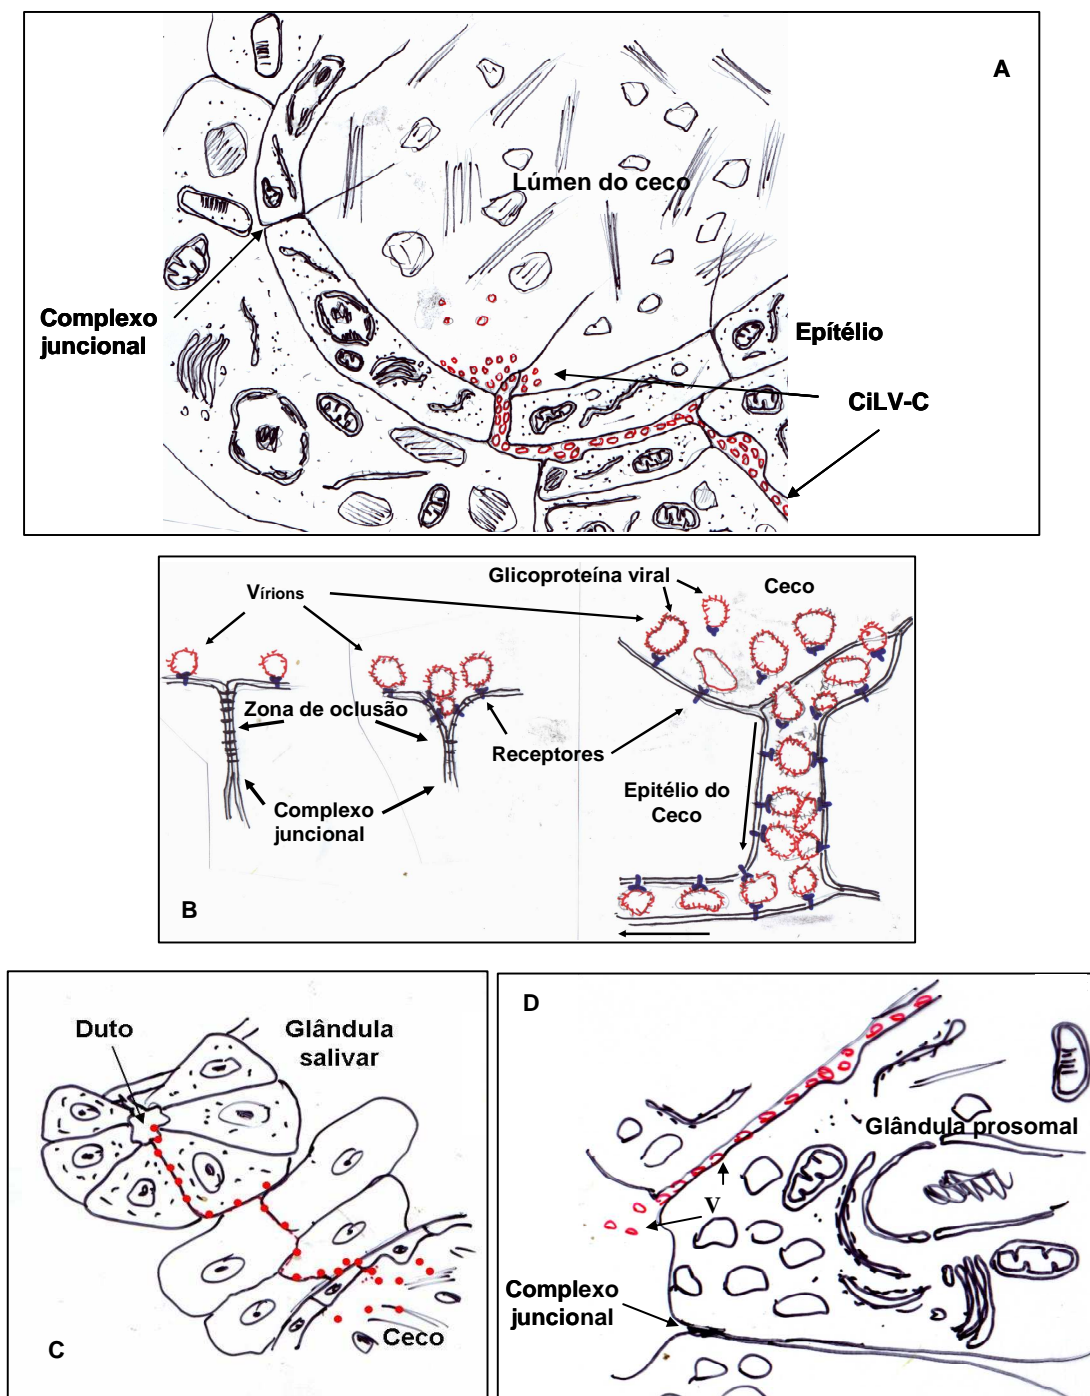 A
Lúmen do ceco
Complexo
juncional
Epítélio
CiLV-C
Glicoproteína viral
Ceco
Vírions
Zona de oclusão
Receptores
Complexo
juncional
Epitélio do
Ceco
B
Duto
Glândula
salivar
Ceco
C
D
Glândula prosomal
V
Complexo
juncional